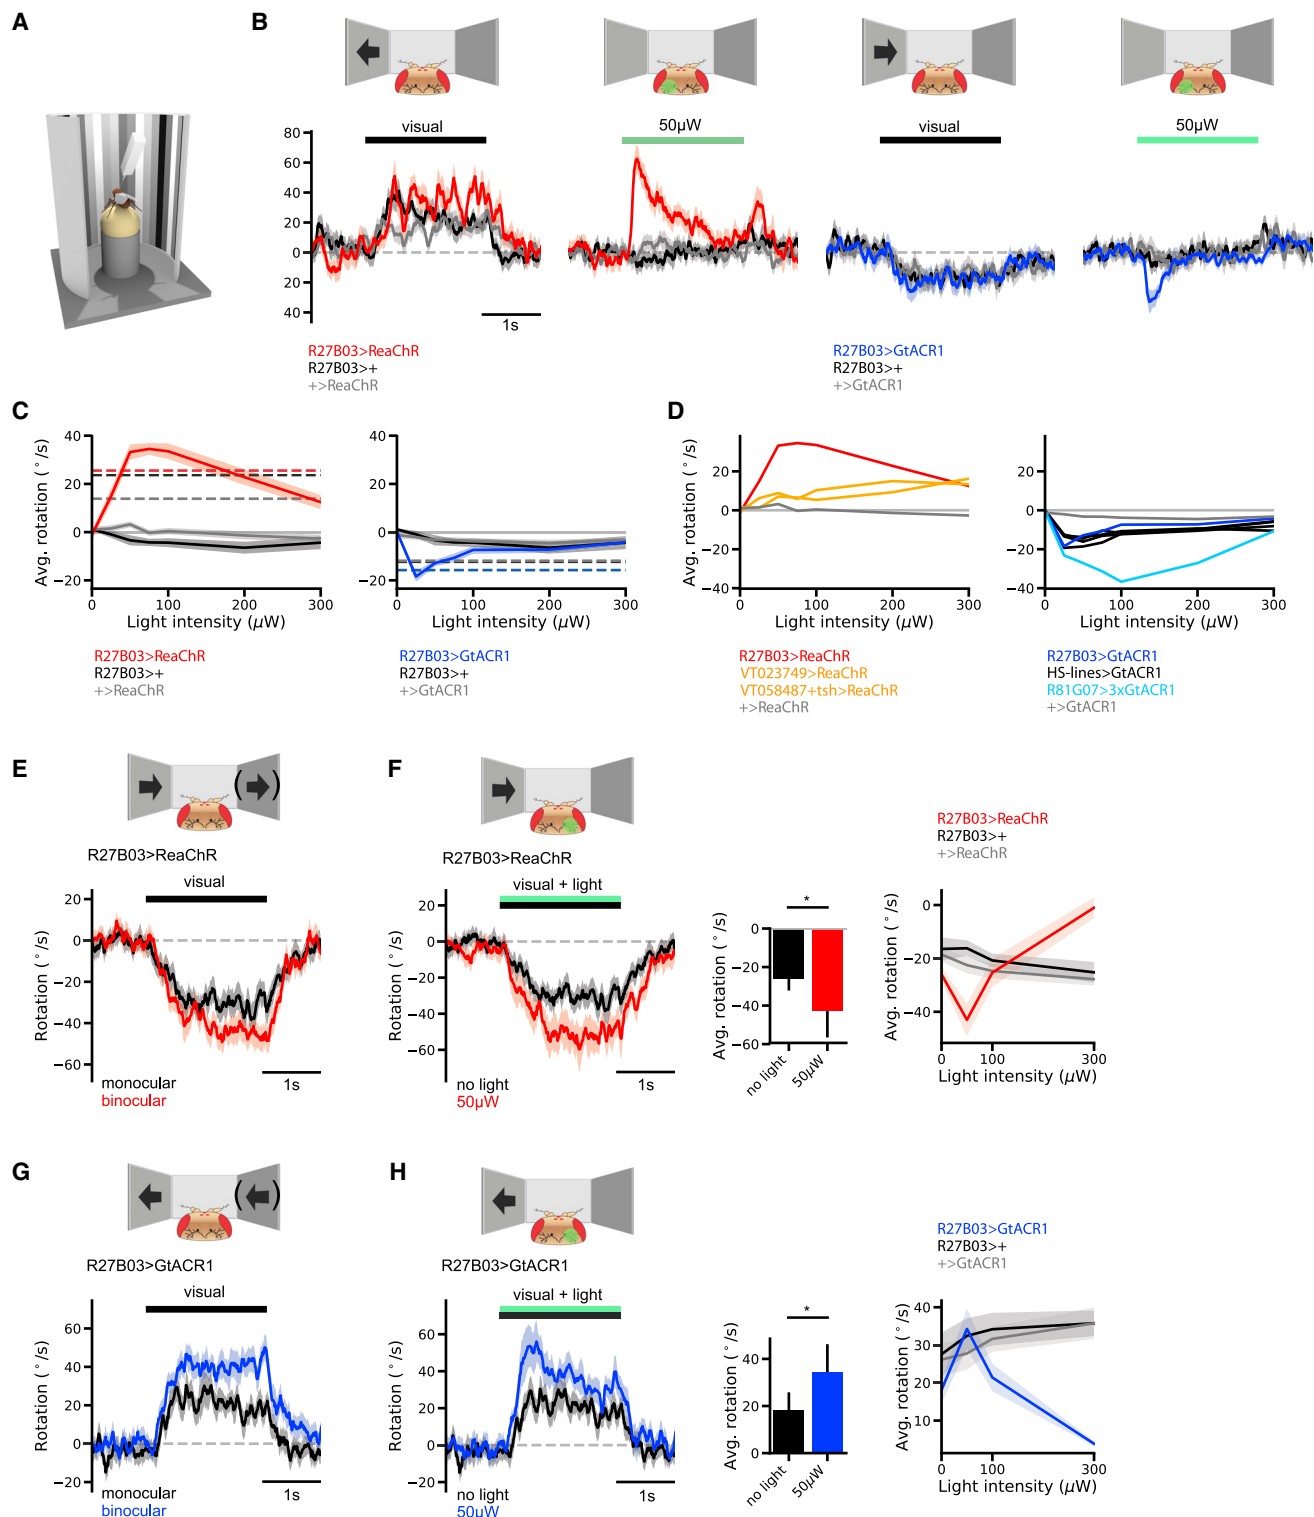 A
B
visual
50µW
visual
50µW
80
60
40
20
0
20
40
1s
R27B03>ReaChR
R27B03>+
+>ReaChR
R27B03>GtACR1
R27B03>+
+>GtACR1
C
Avg. rotation (°/s)
40
20
0
−20
0
100
200
300
Light intensity (µW)
R27B03>ReaChR
R27B03>+
+>ReaChR
40
20
0
−20
0
100
200
300
Light intensity (µW)
R27B03>GtACR1
R27B03>+
+>GtACR1
D
Avg. rotation (°/s)
20
0
−20
−40
0
100
200
300
Light intensity (µW)
R27B03>ReaChR
VT023749>ReaChR
VT058487+tsh>ReaChR
+>ReaChR
20
0
−20
−40
0
100
200
300
Light intensity (µW)
R27B03>GtACR1
HS-lines>GtACR1
R81G07>3xGtACR1
+>GtACR1
E
( )
R27B03>ReaChR
visual
Rotation (°/s)
20
0
−20
−40
−60
1s
monocular
binocular
F
R27B03>ReaChR
visual + light
Rotation (°/s)
20
0
−20
−40
−60
1s
no light
50µW
*
Avg. rotation (°/s)
0
−20
−40
−60
no light
50µW
R27B03>ReaChR
R27B03>+
+>ReaChR
Avg. rotation (°/s)
0
−20
−40
0
100
300
Light intensity (µW)
G
( )
R27B03>GtACR1
visual
Rotation (°/s)
60
40
20
0
−20
1s
monocular
binocular
H
R27B03>GtACR1
visual + light
Rotation (°/s)
60
40
20
0
−20
1s
no light
50µW
*
Avg. rotation (°/s)
40
20
0
no light
50µW
R27B03>GtACR1
R27B03>+
+>GtACR1
Avg. rotation (°/s)
40
30
20
10
0
100
300
Light intensity (µW)